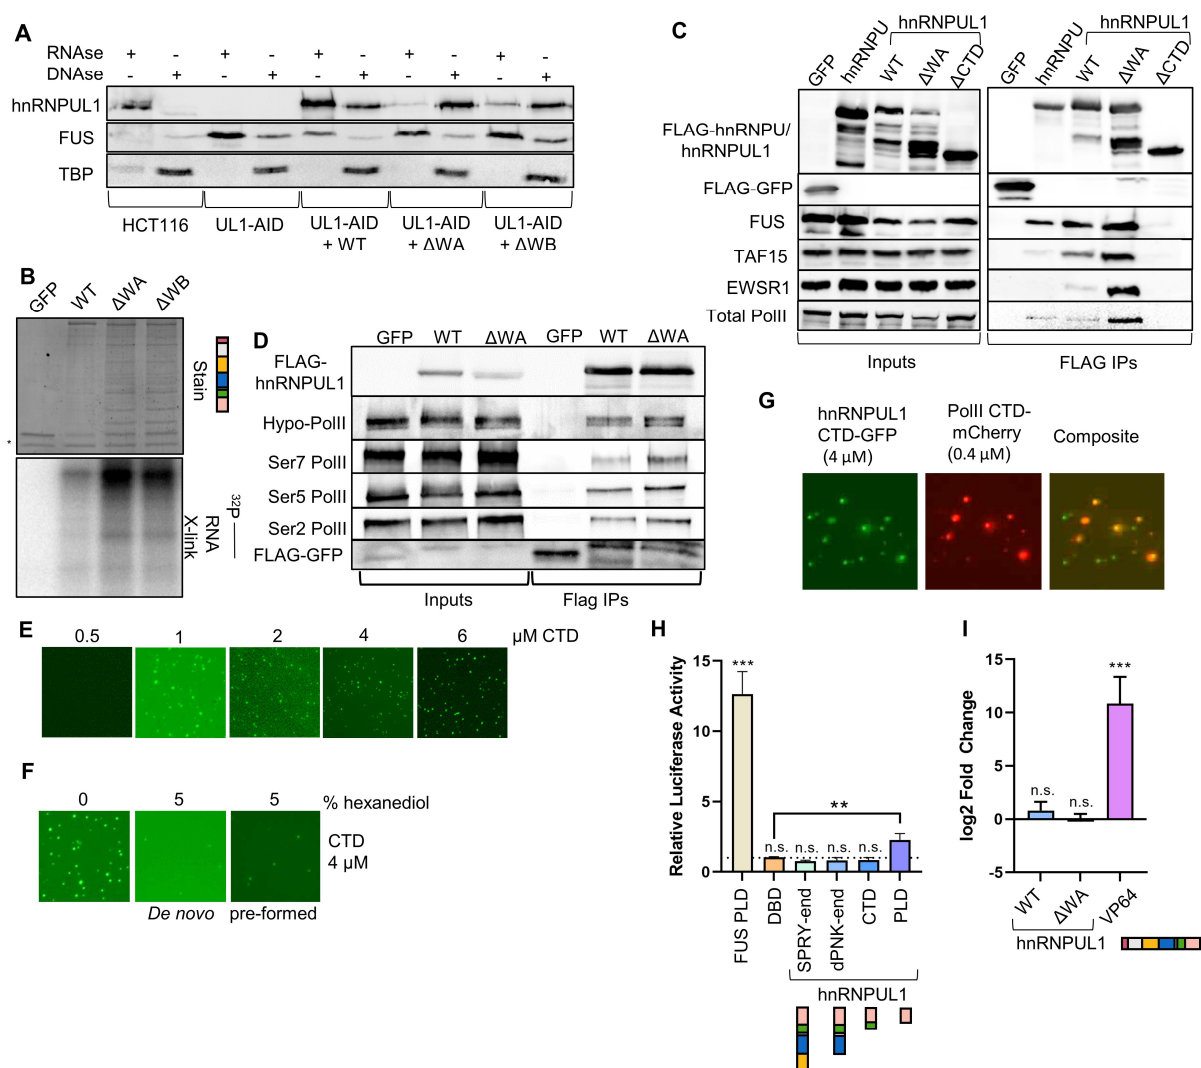 A
RNAse + - + - + - + - + -
DNAse - + - + - + - + - +
hnRNPUL1
FUS
TBP
HCT116
UL1-AID
UL1-AID
+ WT
UL1-AID
+ ΔWA
UL1-AID
+ ΔWB
B
GFP
WT
ΔWA
ΔWB
Stain
*
32P
RNA
X-link
C
hnRNPUL1
hnRNPUL1
GFP
hnRNPU
WT
ΔWA
ΔCTD
GFP
hnRNPU
WT
ΔWA
ΔCTD
FLAG-hnRNPU/
hnRNPUL1
FLAG-GFP
FUS
TAF15
EWSR1
Total PolII
Inputs
FLAG IPs
D
GFP WT ΔWA GFP WT ΔWA
FLAG-
hnRNPUL1
Hypo-PolII
Ser7 PolII
Ser5 PolII
Ser2 PolII
FLAG-GFP
Inputs
Flag IPs
E
0.5 1 2 4 6 µM CTD
F
0 5 5 % hexanediol
CTD
4 µM
De novo
pre-formed
G
hnRNPUL1
CTD-GFP
(4 µM)
PolII CTD-
mCherry
(0.4 µM)
Composite
H
Relative Luciferase Activity
15
10
5
0
***
**
n.s.
n.s.
n.s.
n.s.
FUS PLD
DBD
SPRY-end
dPNK-end
CTD
PLD
hnRNPUL1
I
log2 Fold Change
15
10
5
0
-5
n.s.
n.s.
***
WT
ΔWA
VP64
hnRNPUL1